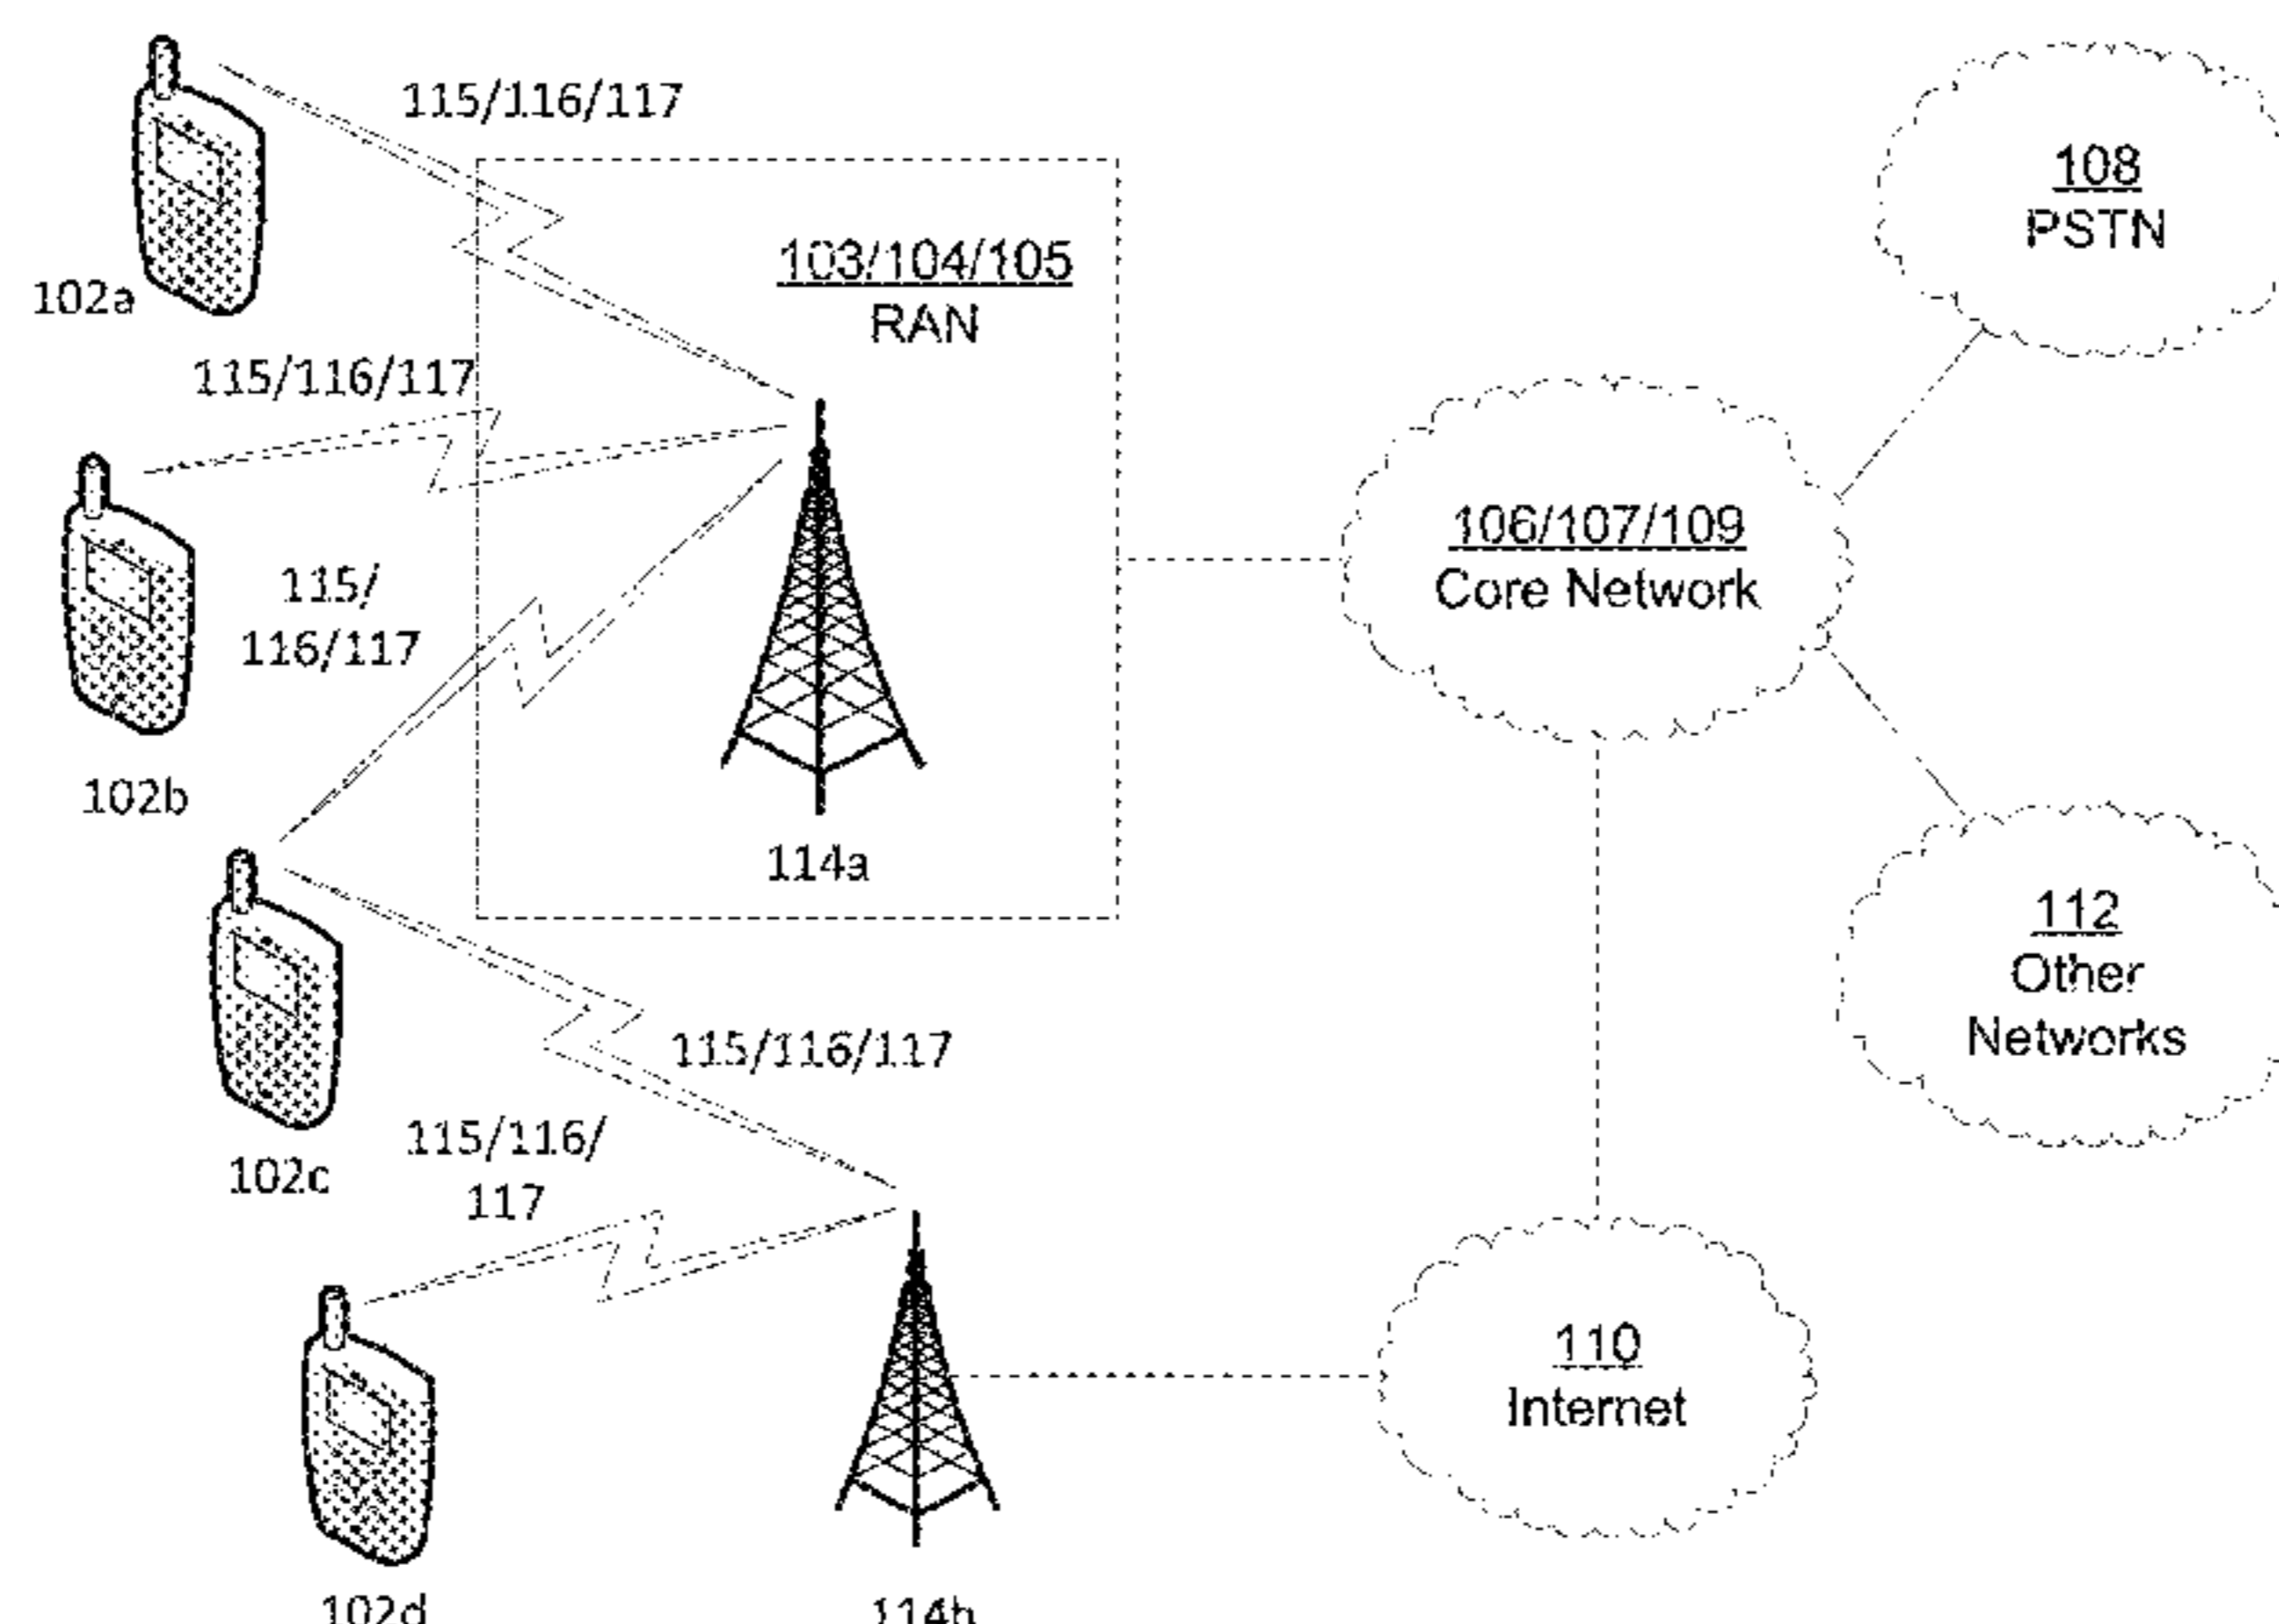 115/116/117
108
PSTN
103/104/105
RAN
102a
115/116/117
106/107/109
Core Network
115/
116/117
102b
114a
112
Other
Networks
115/116/117
115/116/
117
102c
110
Internet
102d
114b